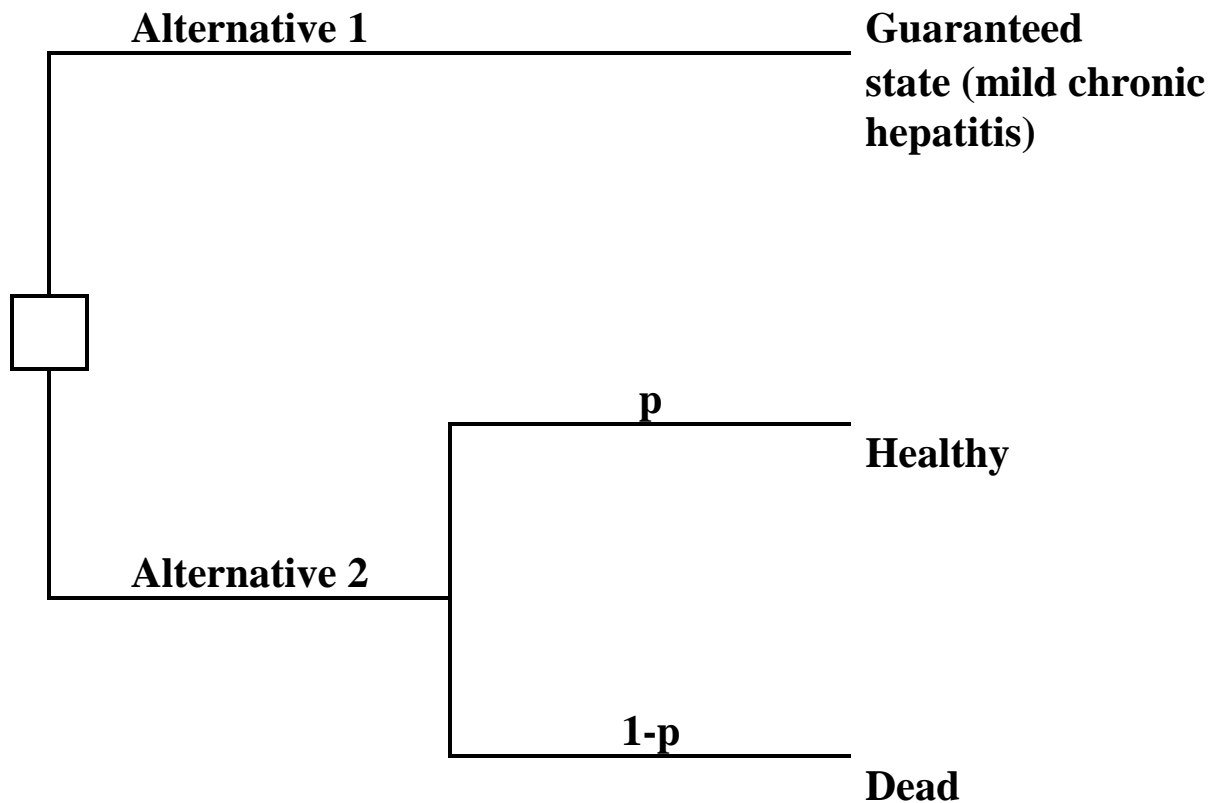 Alternative 1
Guaranteed
state (mild chronic
hepatitis)
p
Healthy
Alternative 2
1-p
Dead